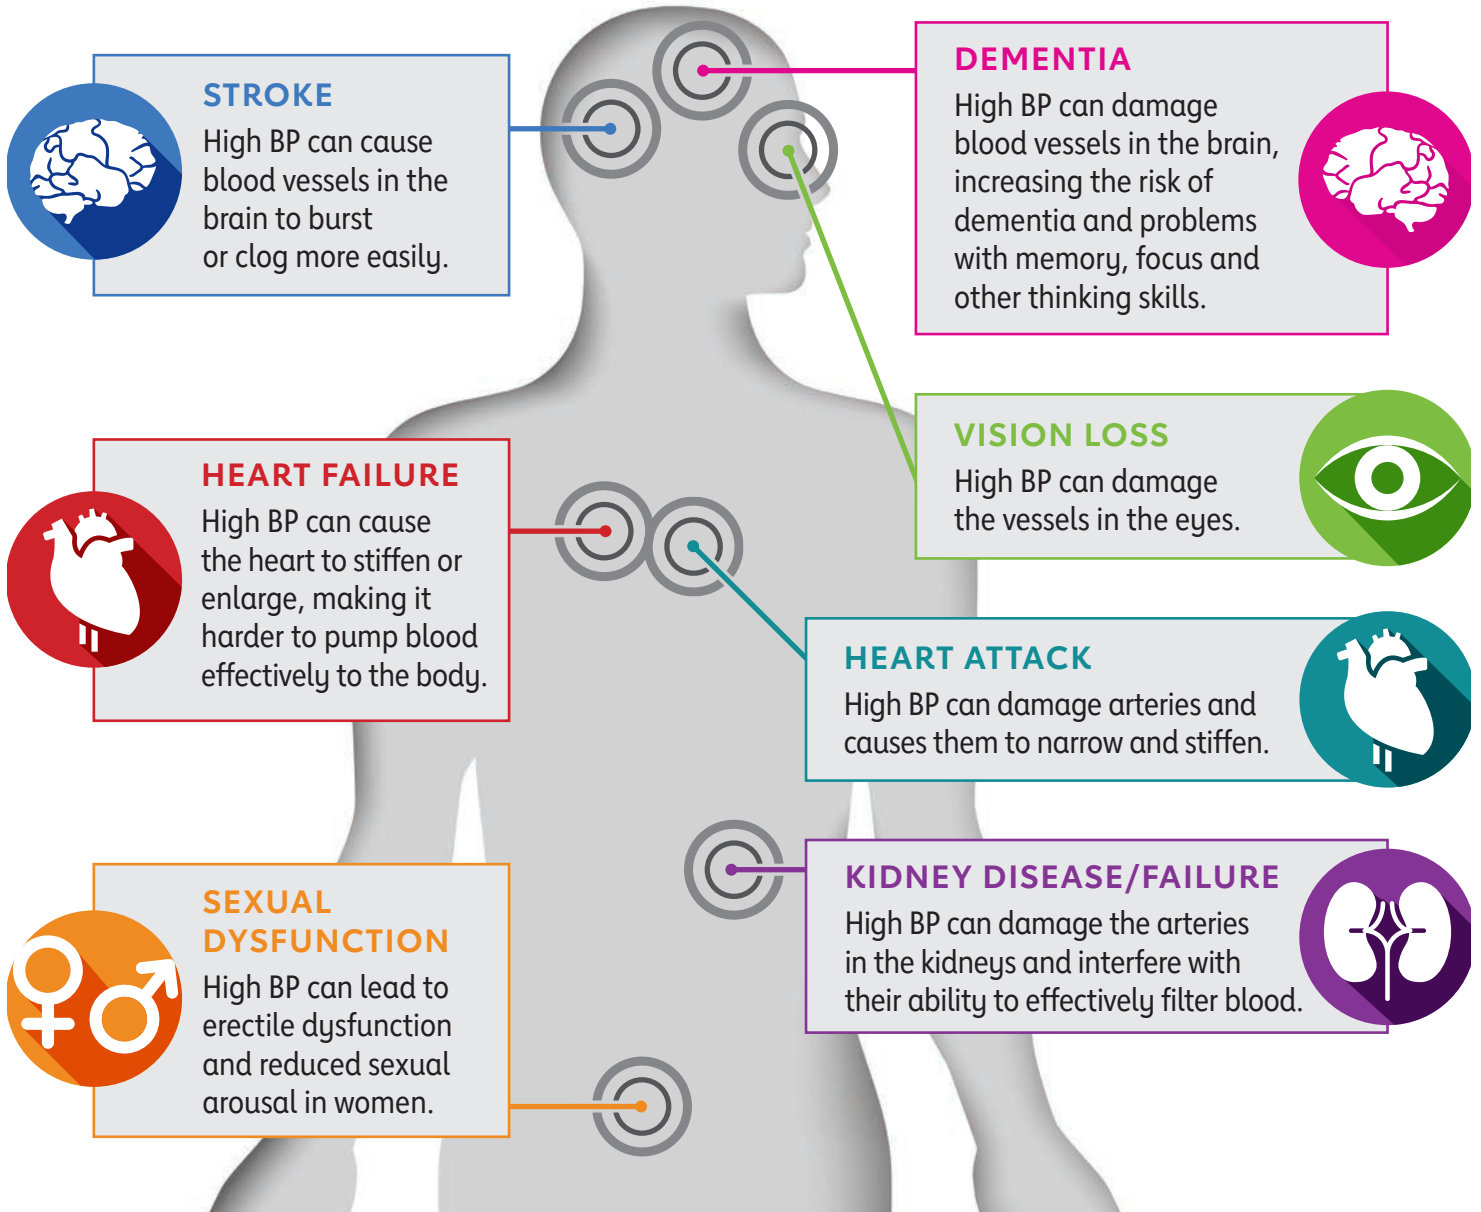 STROKE
High BP can cause
blood vessels in the
brain to burst
or clog more easily.
DEMENTIA
High BP can damage
blood vessels in the brain,
increasing the risk of
dementia and problems
with memory, focus and
other thinking skills.
HEART FAILURE
High BP can cause
the heart to stiffen or
enlarge, making it
harder to pump blood
effectively to the body.
VISION LOSS
High BP can damage
the vessels in the eyes.
HEART ATTACK
High BP can damage arteries and
causes them to narrow and stiffen.
SEXUAL
DYSFUNCTION
High BP can lead to
erectile dysfunction
and reduced sexual
arousal in women.
KIDNEY DISEASE/FAILURE
High BP can damage the arteries
in the kidneys and interfere with
their ability to effectively filter blood.